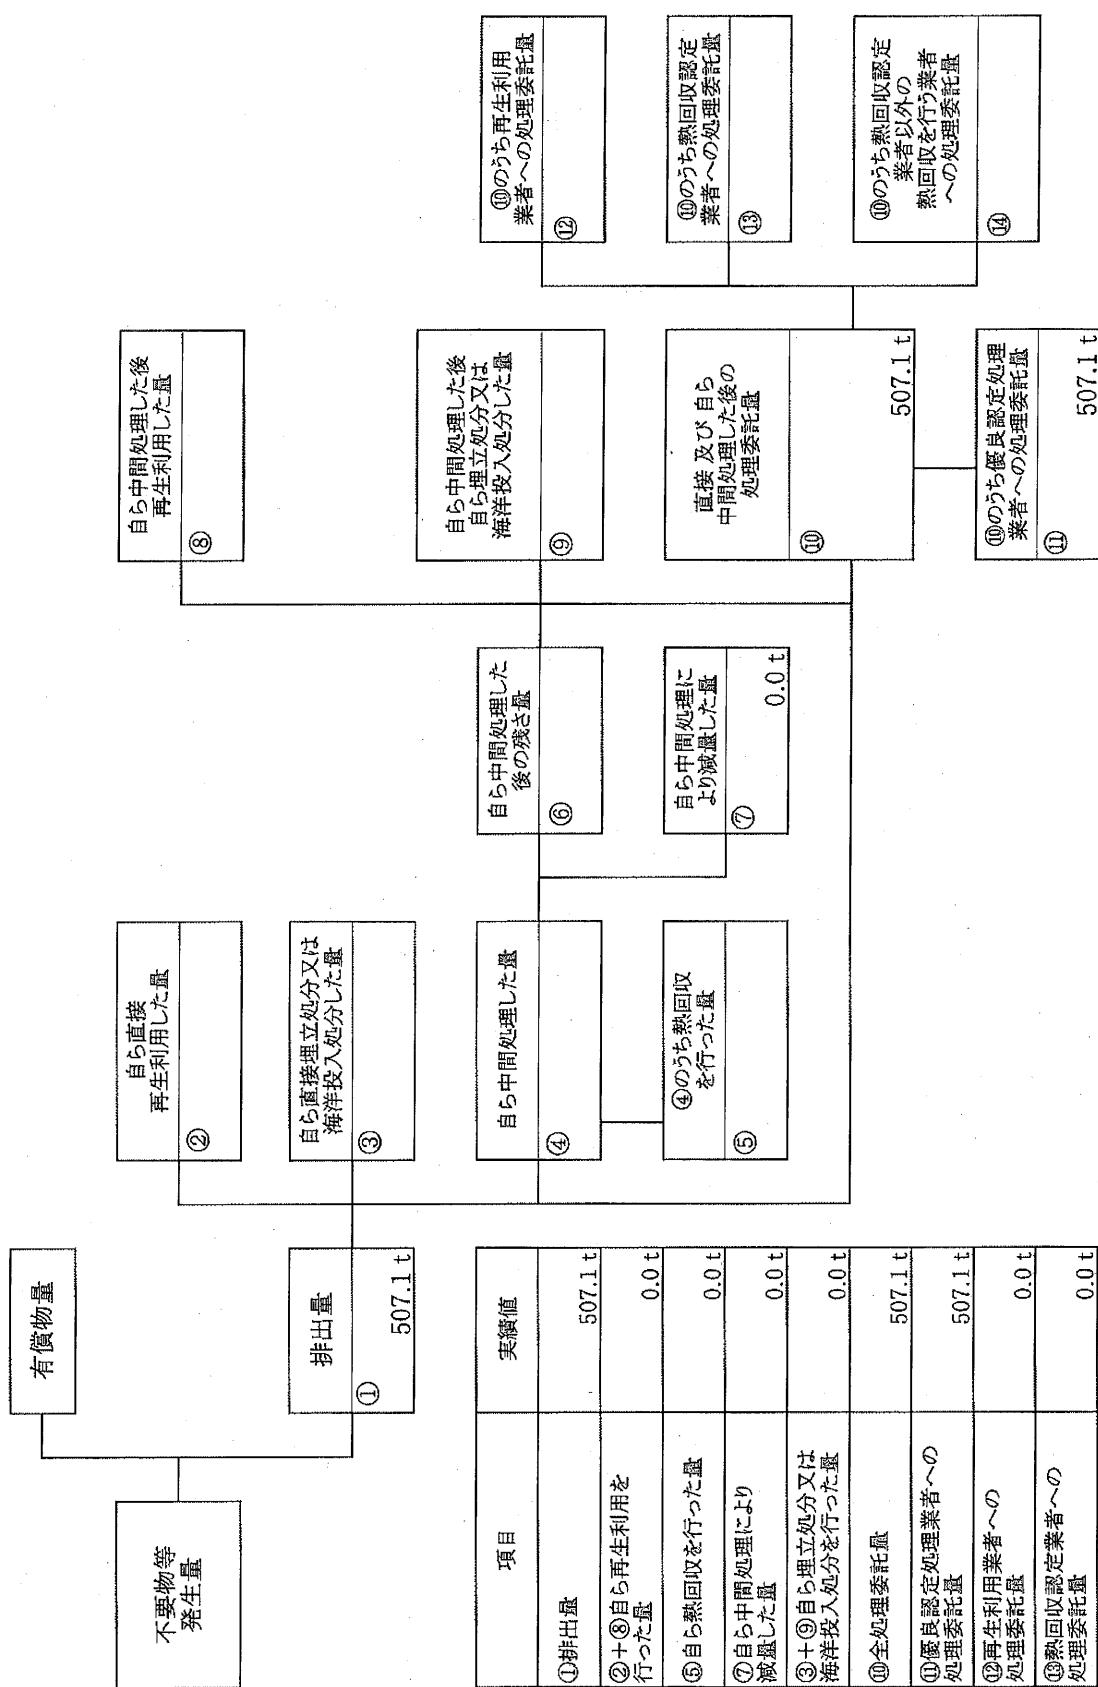 不要物等
発生量
有償物量
排出量
①
507.1 t
自ら直接
再生利用した量
②
自ら直接埋立処分又は
海洋投入処分した量
③
自ら中間処理した量
④
④のうち熱回収
を行った量
⑤
自ら中間処理した
後の残さ量
⑥
自ら中間処理に
より減量した量
⑦
0.0 t
自ら中間処理した後
再生利用した量
⑧
自ら中間処理した後
自ら埋立処分又は
海洋投入処分した量
⑨
直接及び自ら
中間処理した後の
処理委託量
⑩
507.1 t
⑩のうち優良認定処理
業者への処理委託量
⑪
507.1 t
⑩のうち再生利用
業者への処理委託量
⑫
⑩のうち熱回収認定
業者への処理委託量
⑬
⑩のうち熱回収認定
業者以外の
熱回収を行う業者
への処理委託量
⑭
項目 実績値
①排出量 507.1 t
②+⑧自ら再生利用を
行った量 0.0 t
⑤自ら熱回収を行った量 0.0 t
⑦自ら中間処理により
減量した量 0.0 t
③+⑨自ら埋立処分又は
海洋投入処分を行った量 0.0 t
⑩全処理委託量 507.1 t
⑪優良認定処理業者への
処理委託量 507.1 t
⑫再生利用業者への
処理委託量 0.0 t
⑬熱回収認定業者への
処理委託量 0.0 t